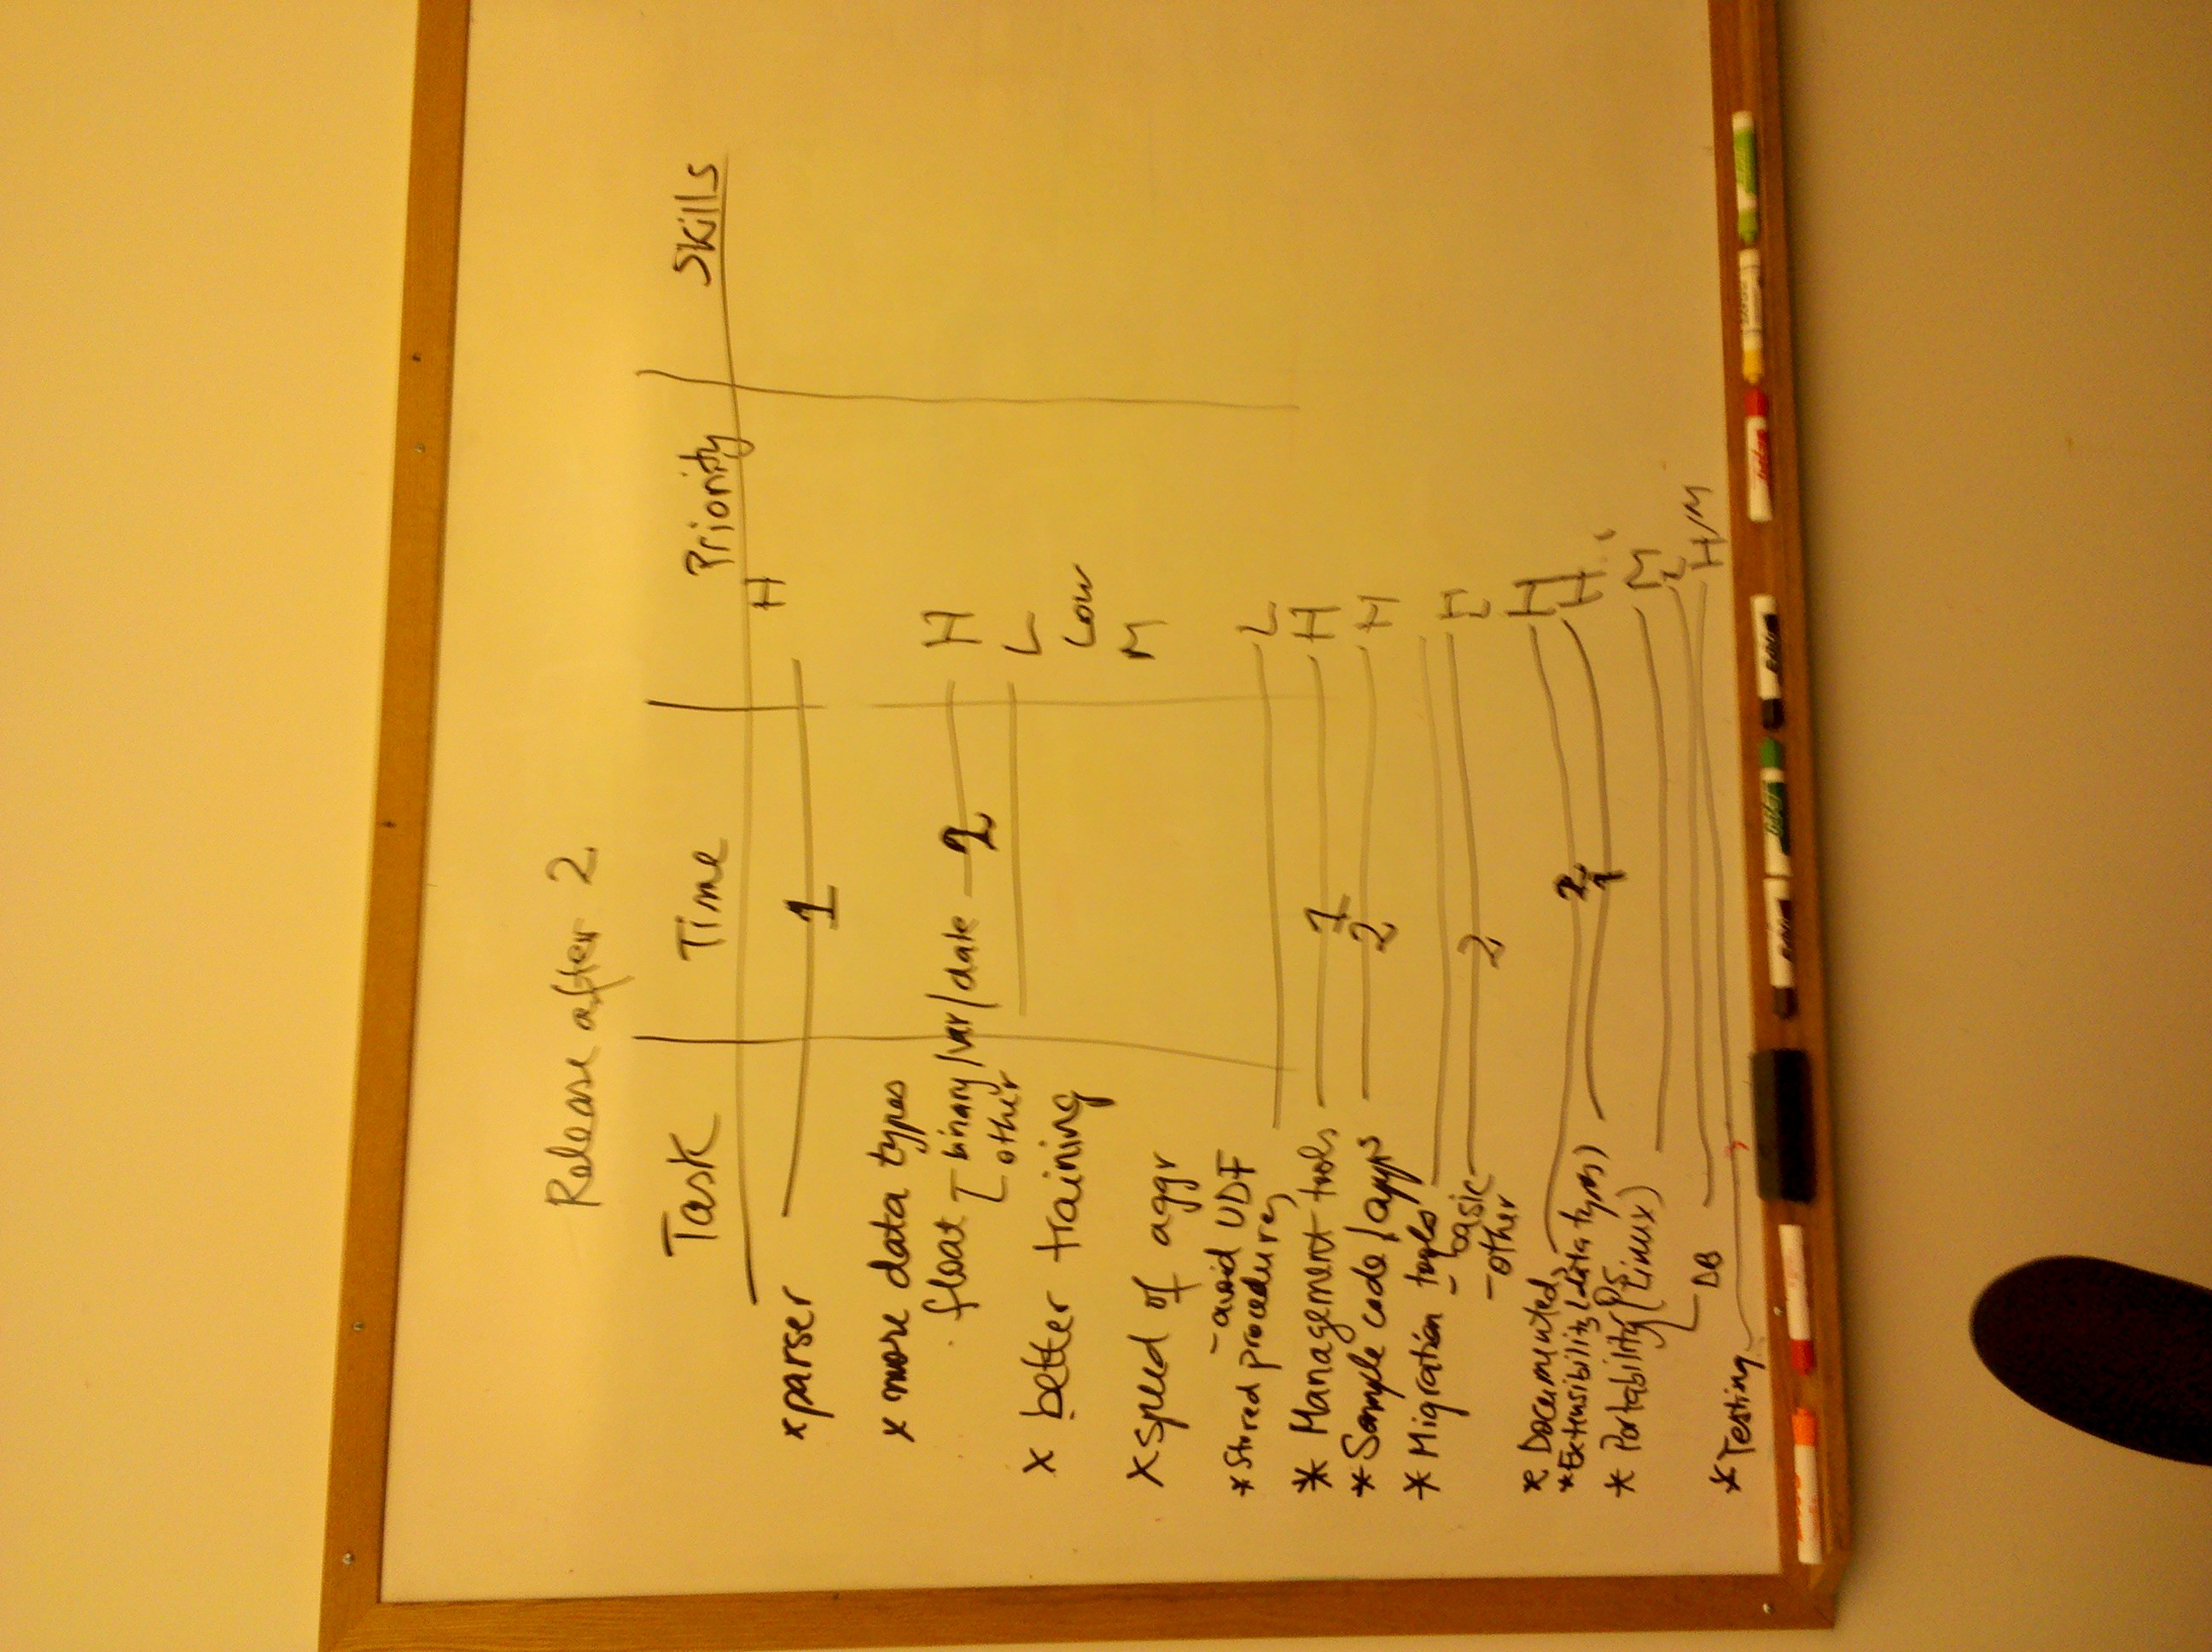 Release after 2
Task Time Priority Skills
H
x parser 1
x more data types
float - binary/var/date 2 H
- other L
x better training
Low
x speed of aggr M
- avoid UDF
* Stored procedures L
* Management tools 1 H
* Sample code/apps 2 M
* Migration tools
- basic 2 H
- other L
* Documented 2 H
* Extensibility (data types) 1 H
* Portability (OS Linux) M
DB L
* Testing H/M